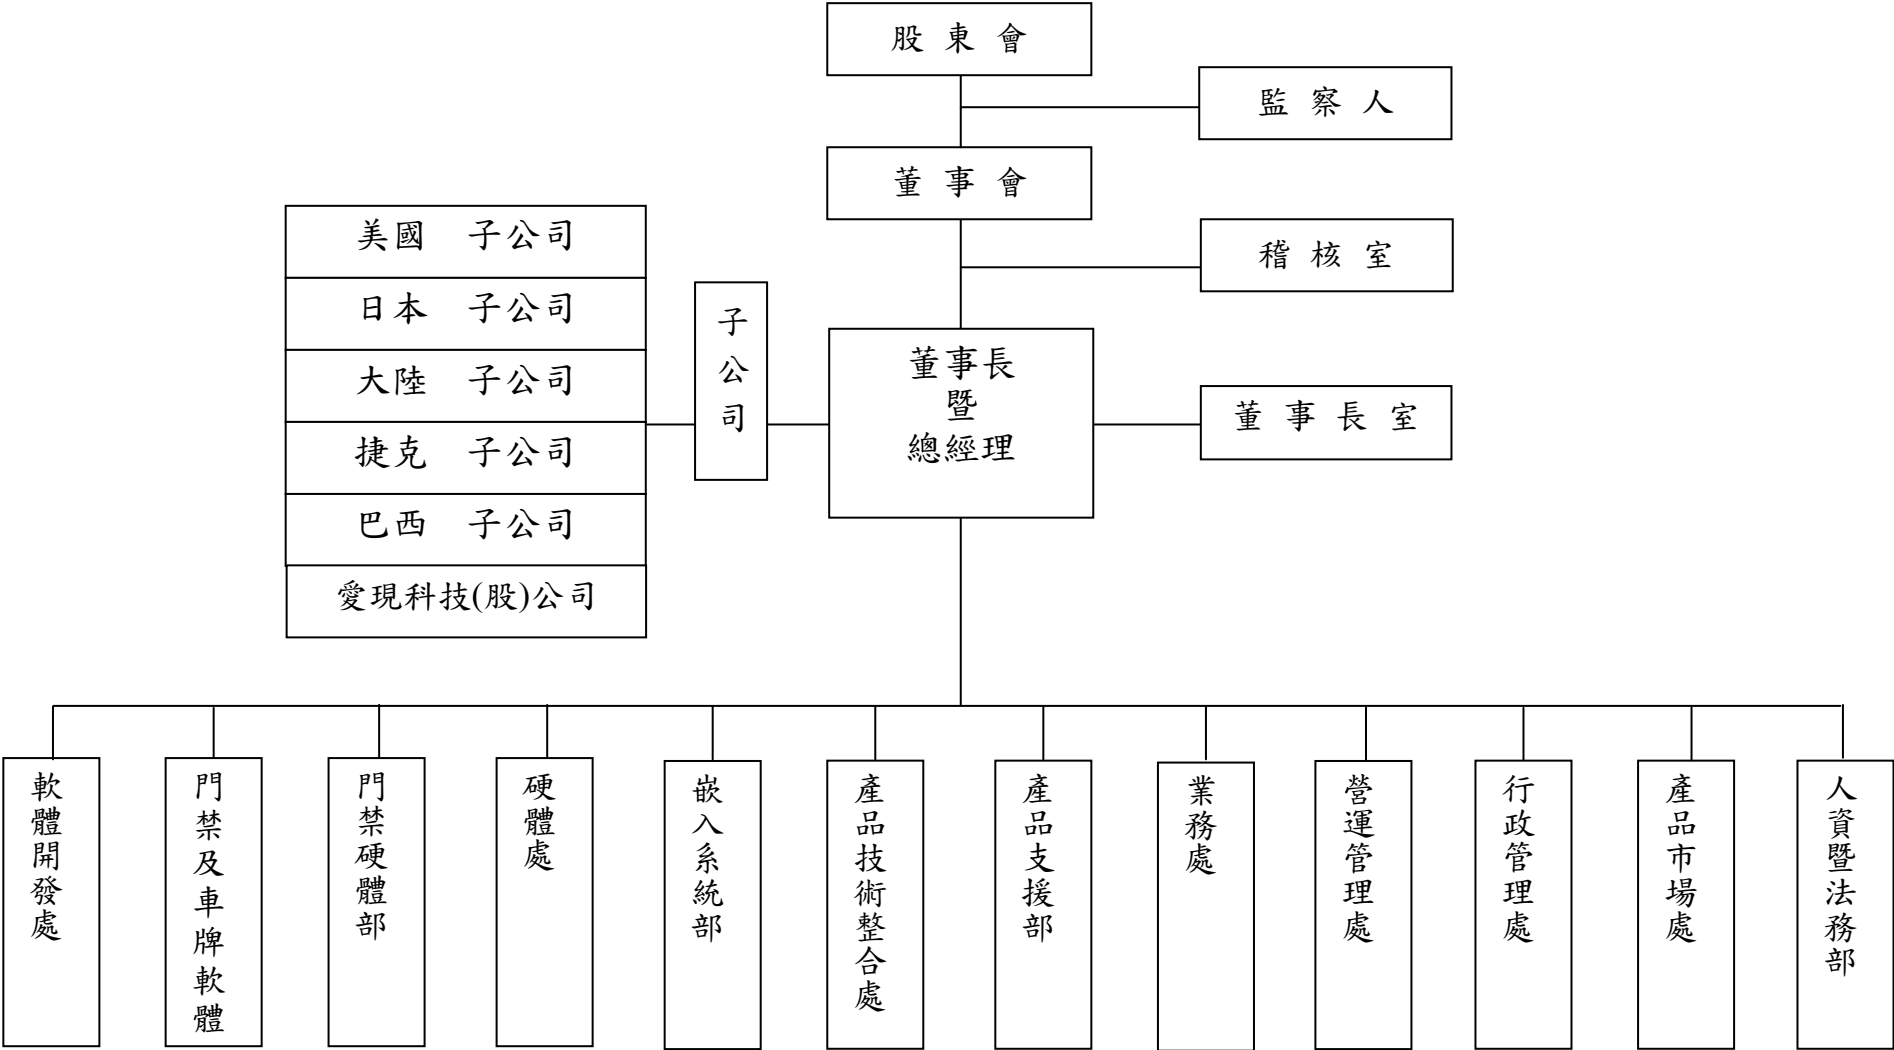 股 東 會
監 察 人
董 事 會
稽 核 室
美國 子公司
日本 子公司
大陸 子公司
捷克 子公司
巴西 子公司
愛現科技(股)公司
子公司
董事長
暨
總經理
董 事 長 室
軟體開發處
門禁及車牌軟體
門禁硬體部
硬體處
嵌入系統部
產品技術整合處
產品支援部
業務處
營運管理處
行政管理處
產品市場處
人資暨法務部